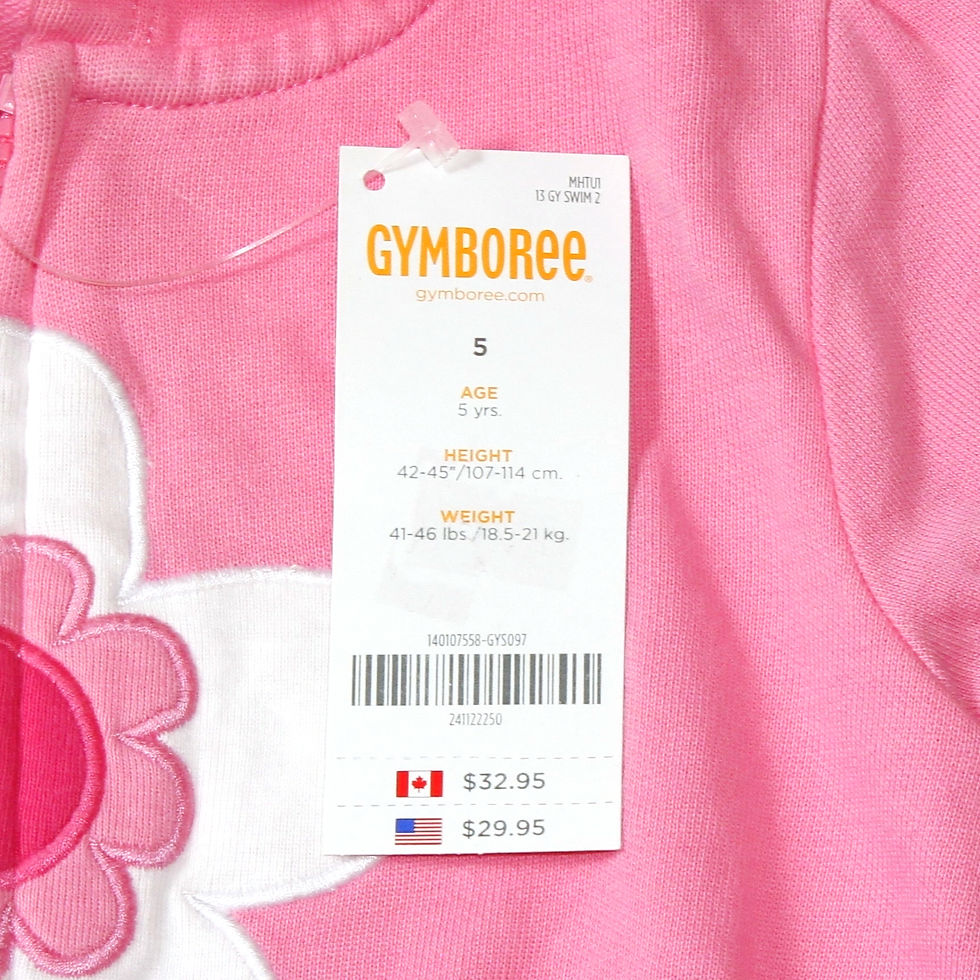 MHTU1
13 GY SWIM 2
GYMBOREE®
gymboree.com
5
AGE
5 yrs.
HEIGHT
42-45"/107-114 cm.
WEIGHT
41-46 lbs./18.5-21 kg.
140107558-GYS097
241122250
$32.95
$29.95